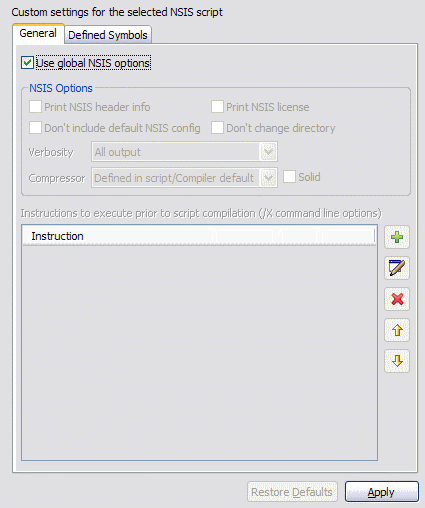 Custom settings for the selected NSIS script
General Defined Symbols
Use global NSIS options
NSIS Options
Print NSIS header info Print NSIS license
Don't include default NSIS config Don't change directory
Verbosity All output
Compressor Defined in script/Compiler default Solid
Instructions to execute prior to script compilation (/X command line options)
Instruction
Restore Defaults Apply